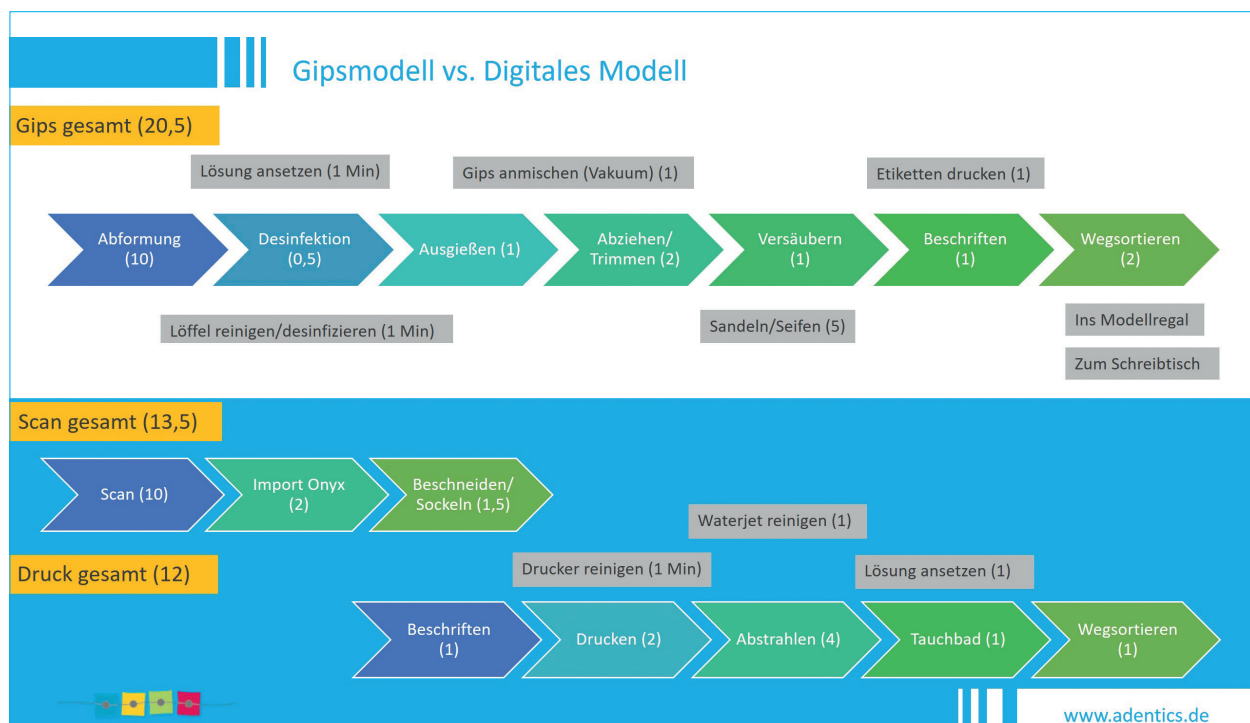 Gipsmodell vs. Digitales Modell
Gips gesamt (20,5)
Lösung ansetzen (1 Min)
Gips anmischen (Vakuum) (1)
Etiketten drucken (1)
Abformung
(10)
Desinfektion
(0,5)
Ausgießen (1)
Abziehen/
Trimmen (2)
Versäubern
(1)
Beschriften
(1)
Wegsortieren
(2)
Löffel reinigen/desinfizieren (1 Min)
Sandeln/Seifen (5)
Ins Modellregal
Zum Schreibtisch
Scan gesamt (13,5)
Scan (10)
Import Onyx
(2)
Beschneiden/
Sockeln (1,5)
Waterjet reinigen (1)
Druck gesamt (12)
Drucker reinigen (1 Min)
Lösung ansetzen (1)
Beschriften
(1)
Drucken (2)
Abstrahlen (4)
Tauchbad (1)
Wegsortieren
(1)
www.adentics.de